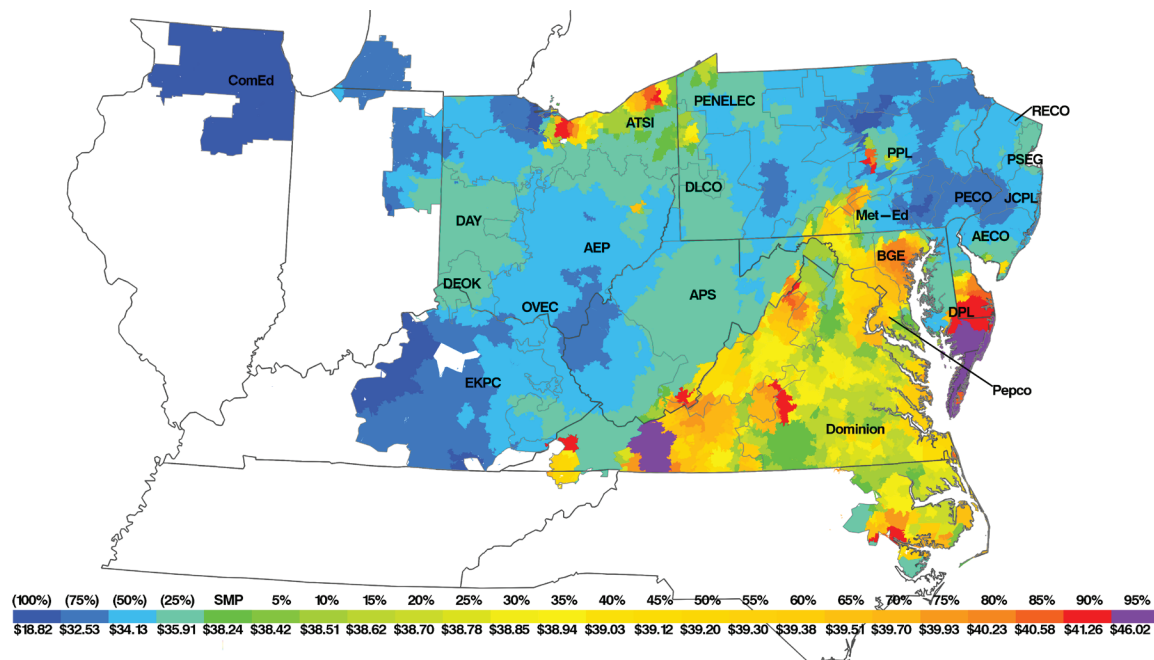 ComEd
PENELEC
RECO
ATSI
PPL
PSEG
DLCO
PECO
JCPL
DAY
Met–Ed
AECO
AEP
BGE
DEOK
APS
OVEC
DPL
EKPC
Pepco
Dominion
(100%) (75%) (50%) (25%) SMP 5% 10% 15% 20% 25% 30% 35% 40% 45% 50% 55% 60% 65% 70% 75% 80% 85% 90% 95%
$18.82 $32.53 $34.13 $35.91 $38.24 $38.42 $38.51 $38.62 $38.70 $38.78 $38.85 $38.94 $39.03 $39.12 $39.20 $39.30 $39.38 $39.51 $39.70 $39.93 $40.23 $40.58 $41.26 $46.02